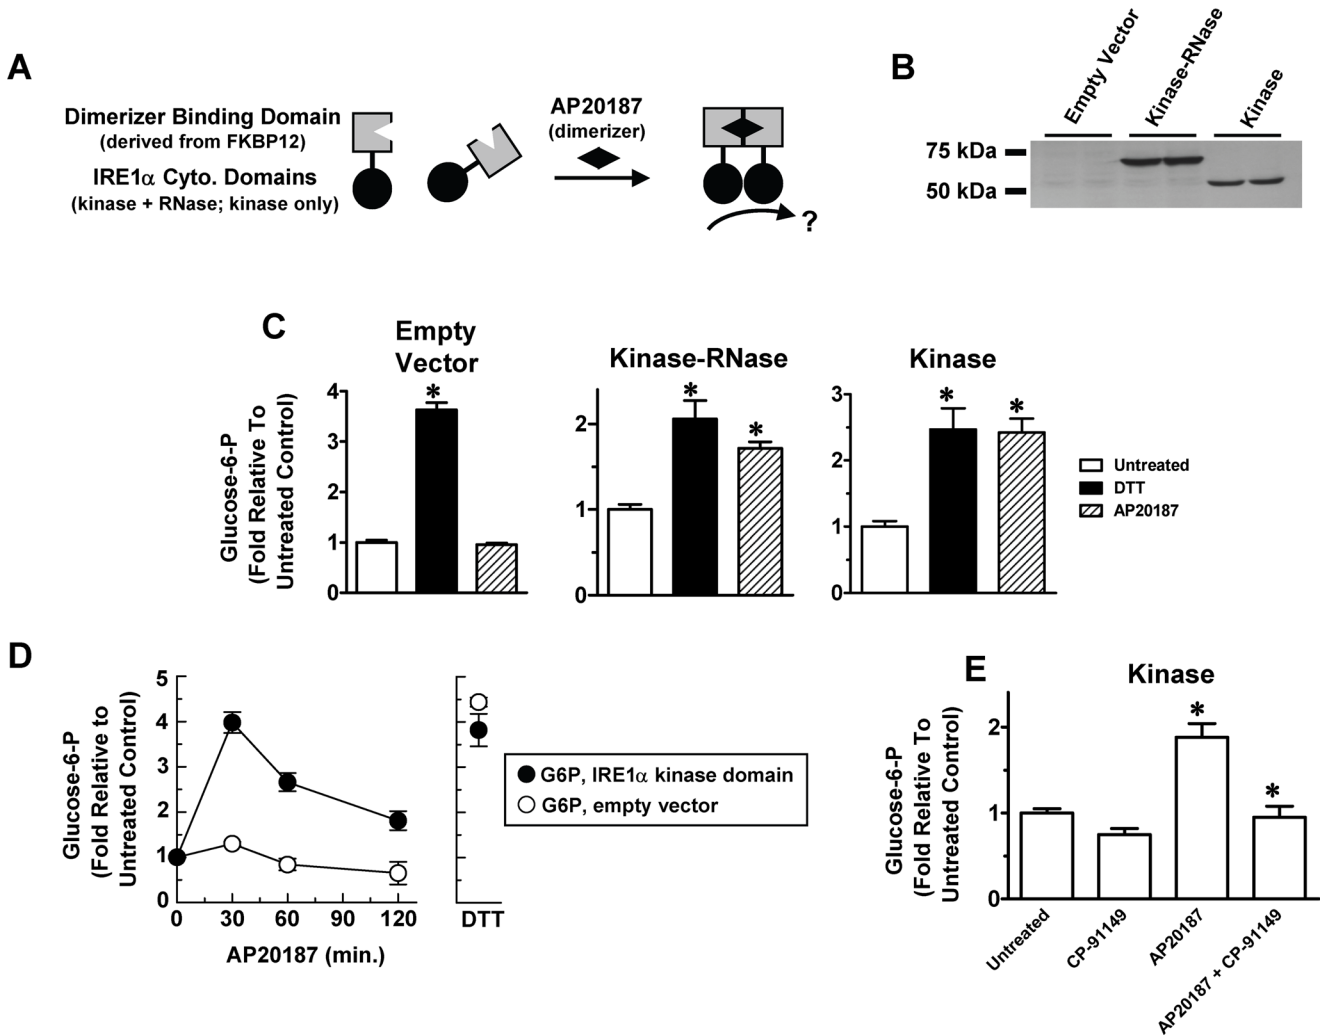 A
Dimerizer Binding Domain
(derived from FKBP12)
IRE1α Cyto. Domains
(kinase + RNase; kinase only)
AP20187
(dimerizer)
?
B
Empty Vector
Kinase-RNase
Kinase
75 kDa
50 kDa
C
Glucose-6-P
(Fold Relative To
Untreated Control)
Empty
Vector
4
3
2
1
0
*
Kinase-RNase
2
1
0
*
*
Kinase
3
2
1
0
*
*
Untreated
DTT
AP20187
D
Glucose-6-P
(Fold Relative to
Untreated Control)
5
4
3
2
1
0
0 30 60 90 120
AP20187 (min.)
DTT
G6P, IRE1α kinase domain
G6P, empty vector
E
Kinase
Glucose-6-P
(Fold Relative To
Untreated Control)
2
1
0
*
*
Untreated
CP-91149
AP20187
AP20187 + CP-91149